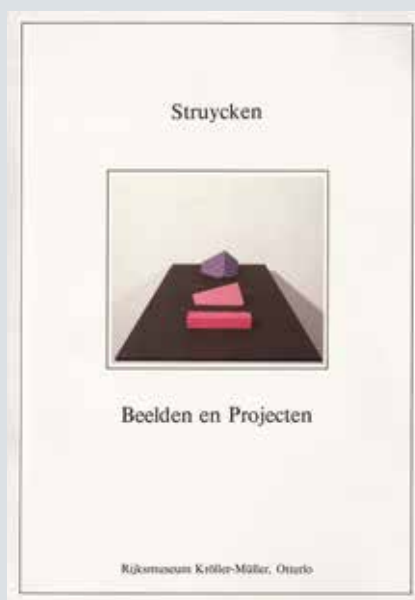 Struycken
Beelden en Projecten
Rijksmuseum Kröller-Müller, Otterlo